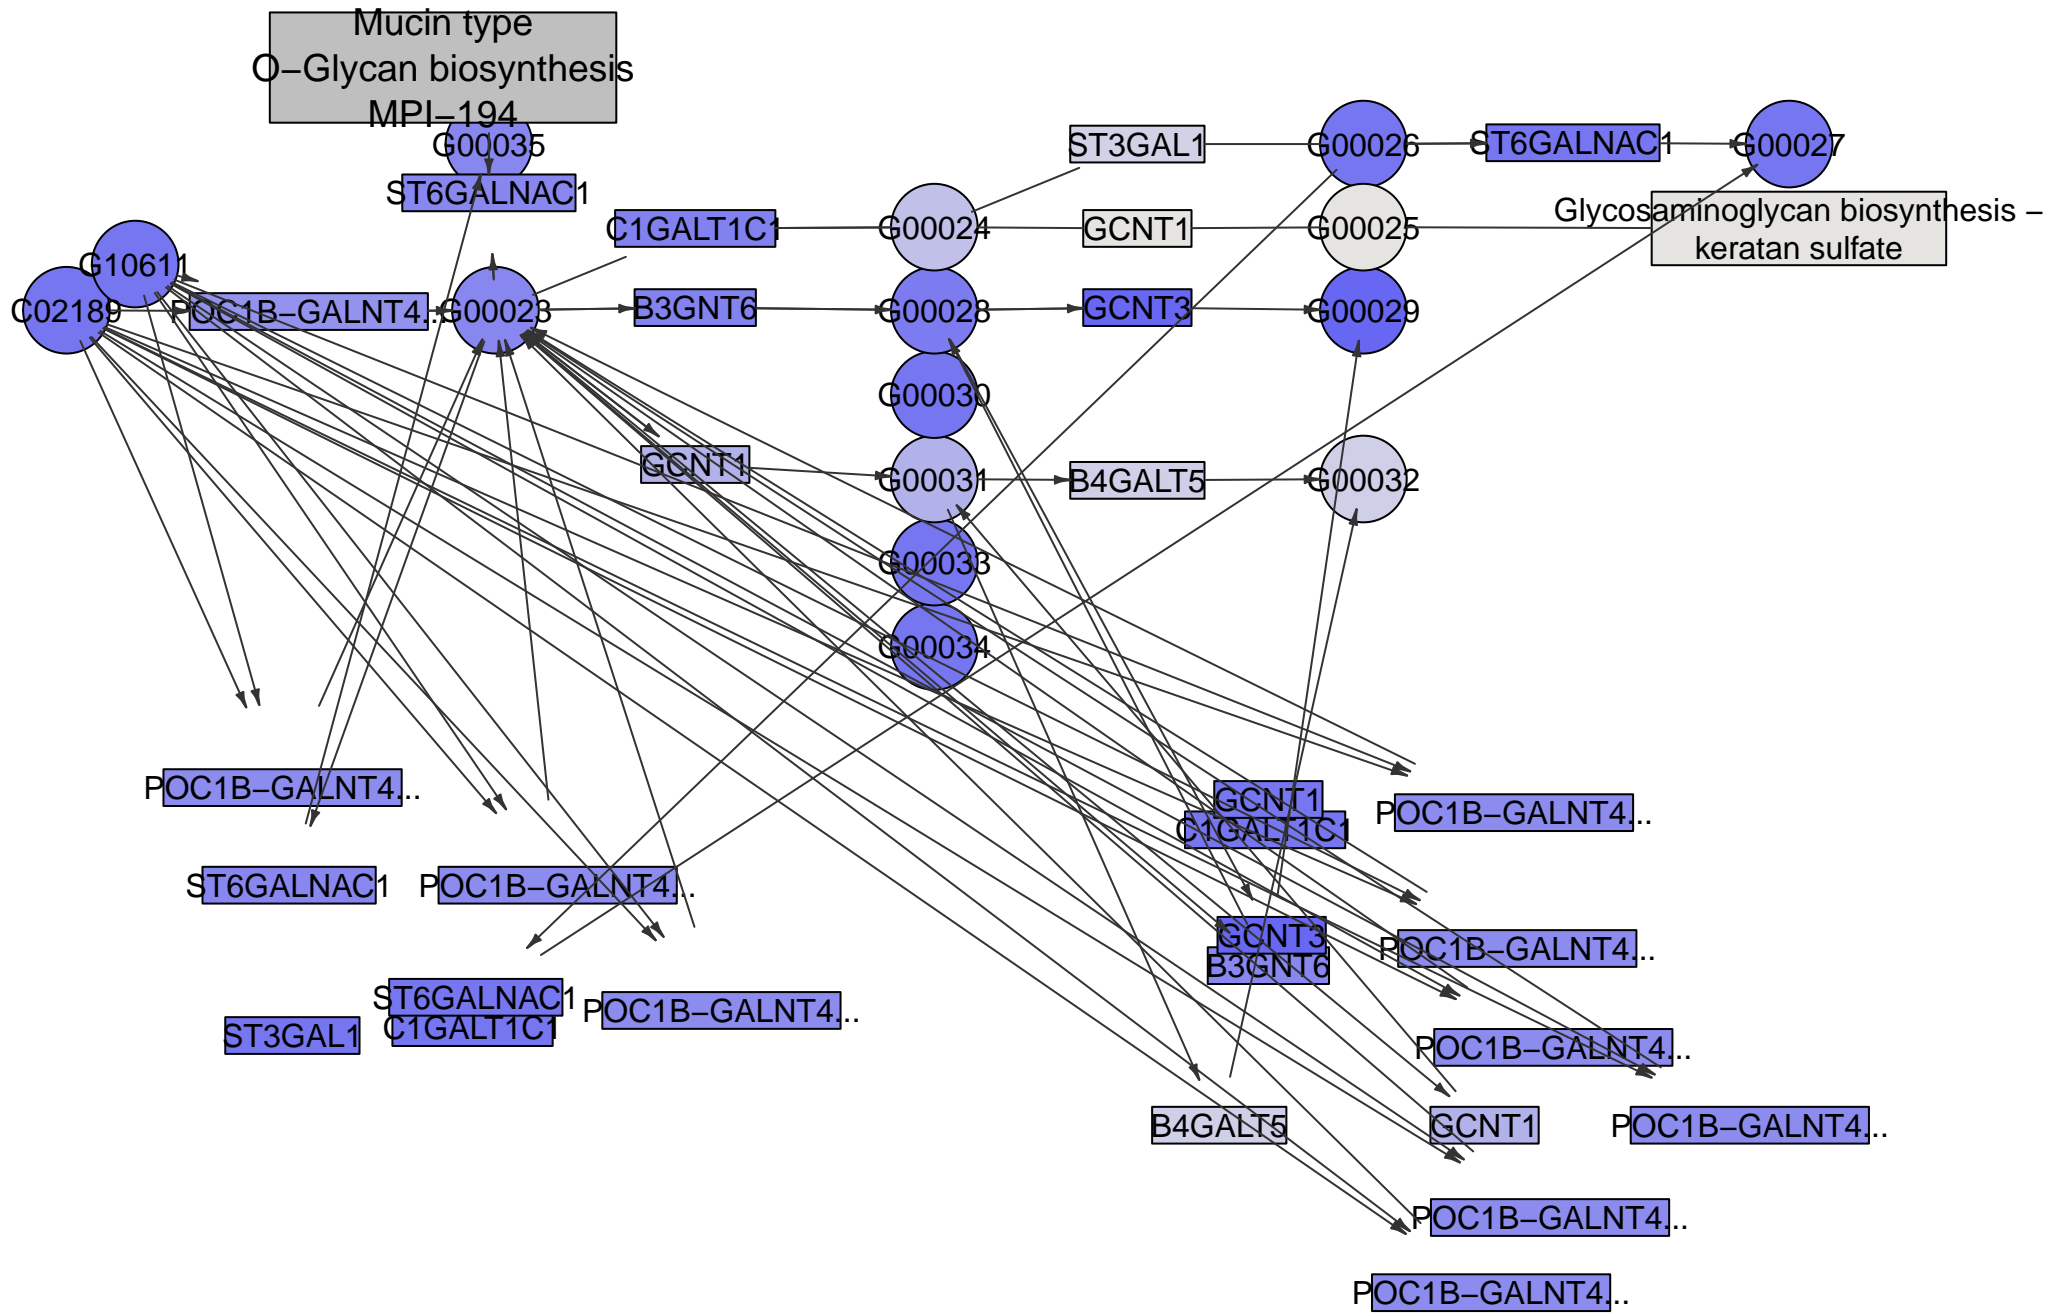 Mucin type
O−Glycan biosynthesis
MPI−194
G00035
ST3GAL1
G00026
ST6GALNAC1
G00027
ST6GALNAC1
C1GALT1C1
G00024
GCNT1
G00025
Glycosaminoglycan biosynthesis −
keratan sulfate
G10611
C02189
POC1B−GALNT4...
G00023
B3GNT6
G00028
GCNT3
G00029
G00030
GCNT1
G00031
B4GALT5
G00032
G00033
G00034
POC1B−GALNT4...
GCNT1
POC1B−GALNT4...
C1GALT1C1
ST6GALNAC1
POC1B−GALNT4...
GCNT3
POC1B−GALNT4...
B3GNT6
ST6GALNAC1
POC1B−GALNT4...
C1GALT1C1
ST3GAL1
POC1B−GALNT4...
B4GALT5
GCNT1
POC1B−GALNT4...
POC1B−GALNT4...
POC1B−GALNT4...